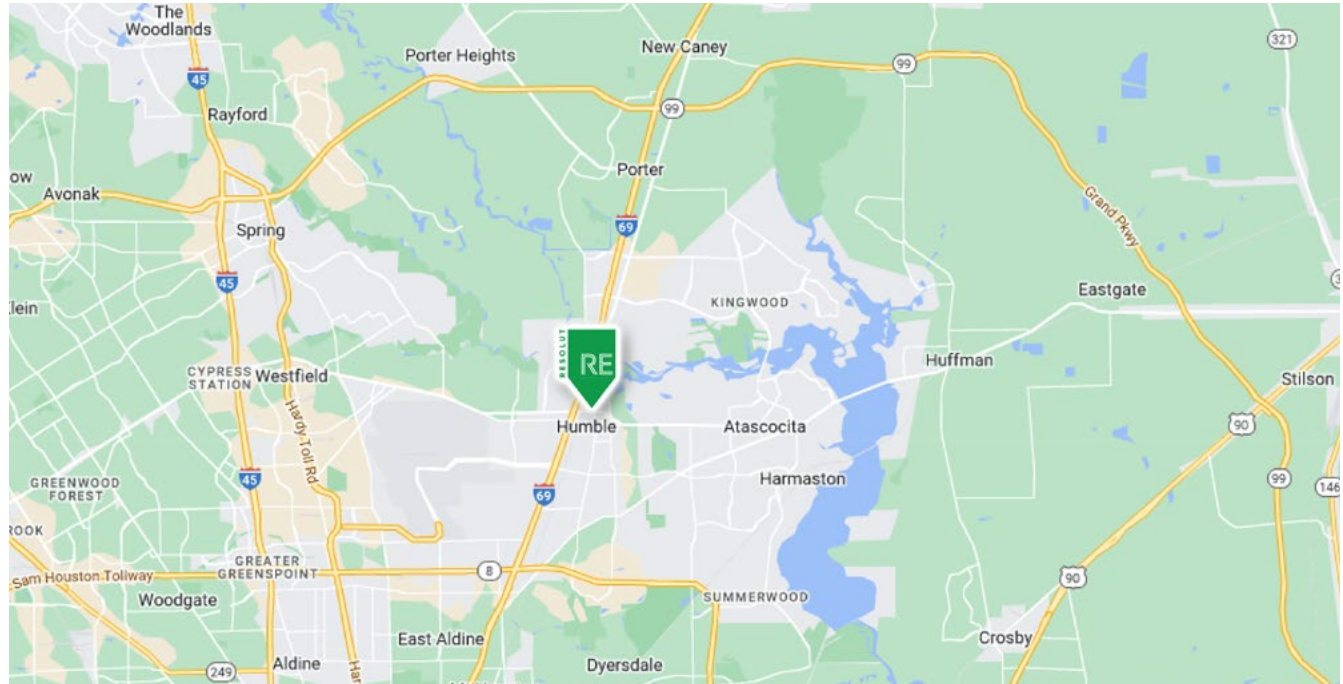 The
Woodlands
New Caney
321
Porter Heights
99
45
99
Rayford
Porter
ow
Avonak
Grand Pkwy
69
Spring
45
Eastgate
KINGWOOD
RESOLUT
RE
Huffman
CYPRESS
STATION
Westfield
Stilson
Humble
Atascocita
90
Hardy Toll Rd
45
Harmaston
99
GREENWOOD
FOREST
69
146
ROOK
GREATER
GREENSPOINT
8
90
Sam Houston Tollway
Woodgate
SUMMERWOOD
East Aldine
Crosby
249
Aldine
Dyersdale